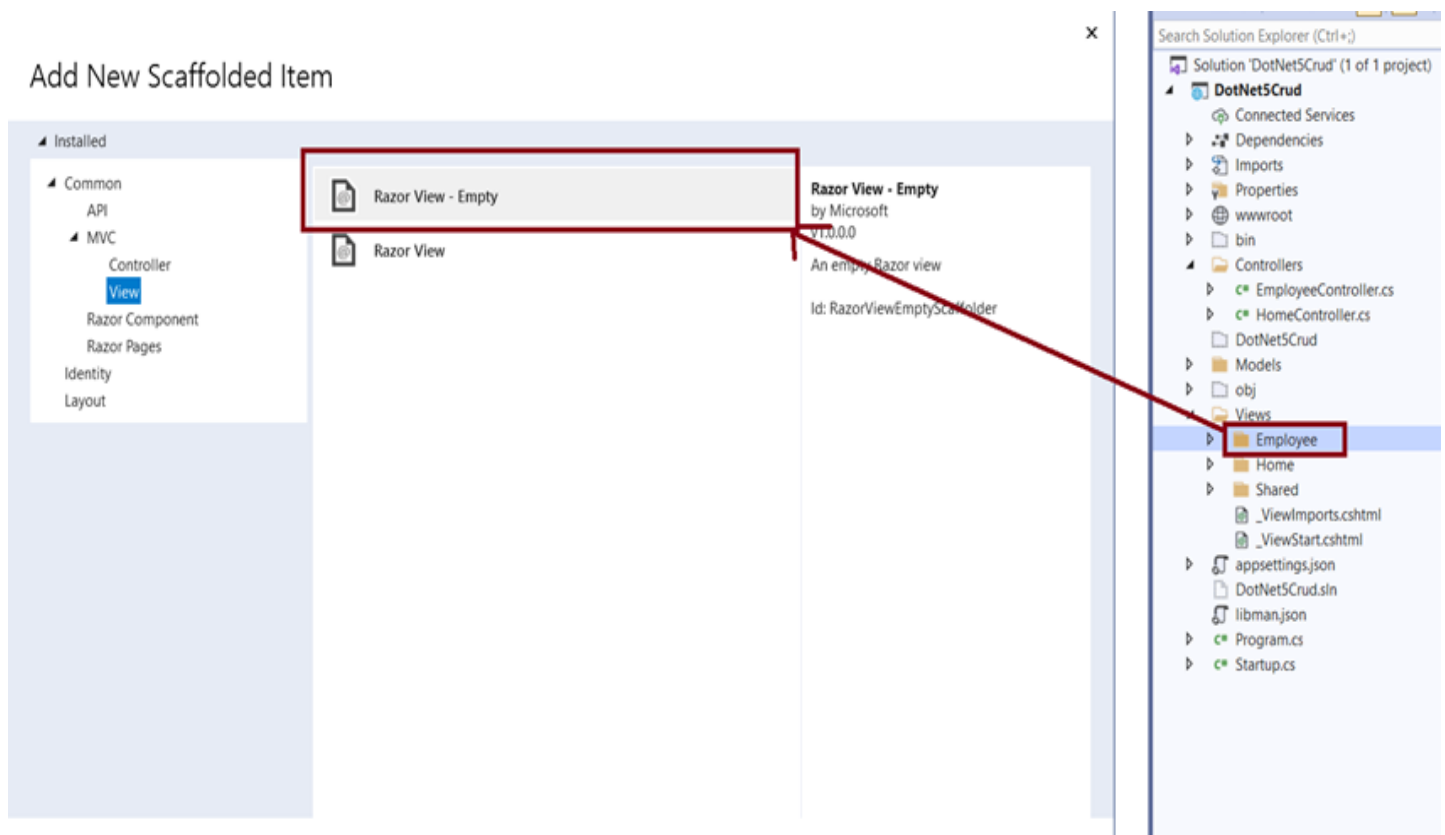 Add New Scaffolded Item
x
Installed
Common
API
MVC
Controller
View
Razor Component
Razor Pages
Identity
Layout
Razor View - Empty
Razor View
Razor View - Empty
by Microsoft
v1.0.0.0
An empty Razor view
Id: RazorViewEmptyScaffolder
Search Solution Explorer (Ctrl+;)
Solution 'DotNet5Crud' (1 of 1 project)
DotNet5Crud
Connected Services
Dependencies
Imports
Properties
wwwroot
bin
Controllers
C# EmployeeController.cs
C# HomeController.cs
DotNet5Crud
Models
obj
Views
Employee
Home
Shared
_ViewImports.cshtml
_ViewStart.cshtml
appsettings.json
DotNet5Crud.sln
libman.json
C# Program.cs
C# Startup.cs